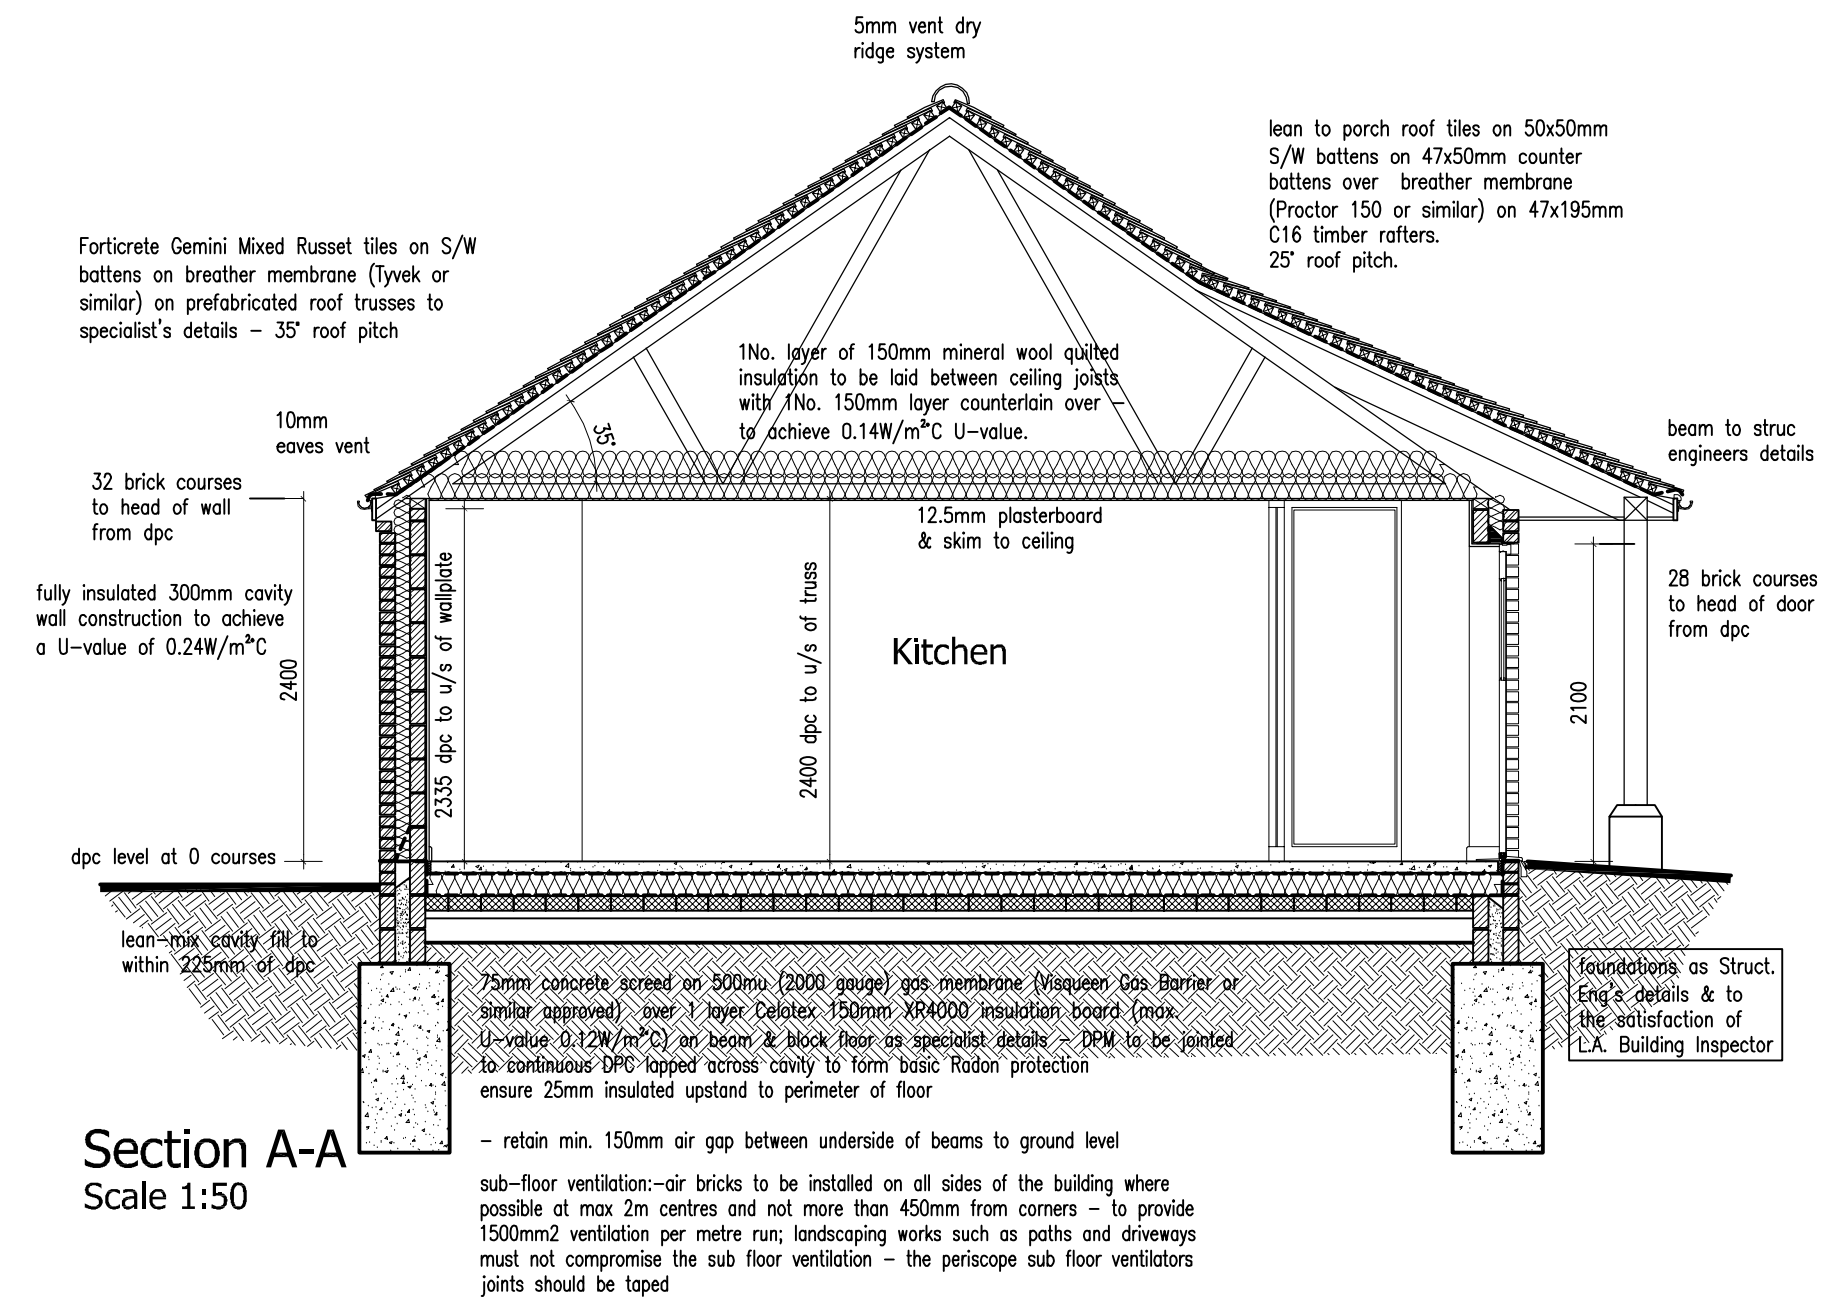 5mm vent dry
ridge system
lean to porch roof tiles on 50x50mm
S/W battens on 47x50mm counter
battens over breather membrane
(Proctor 150 or similar) on 47x195mm
C16 timber rafters.
25° roof pitch.
Forticrete Gemini Mixed Russet tiles on S/W
battens on breather membrane (Tyvek or
similar) on prefabricated roof trusses to
specialist's details – 35° roof pitch
1No. layer of 150mm mineral wool quilted
insulation to be laid between ceiling joists
with 1No. 150mm layer counterlain over –
to achieve 0.14W/m²°C U–value.
35°
10mm
eaves vent
beam to struc
engineers details
32 brick courses
to head of wall
from dpc
12.5mm plasterboard
& skim to ceiling
fully insulated 300mm cavity
wall construction to achieve
a U–value of 0.24W/m²°C
28 brick courses
to head of door
from dpc
2400
2335 dpc to u/s of wallplate
2400 dpc to u/s of truss
Kitchen
2100
dpc level at 0 courses
lean–mix cavity fill to
within 225mm of dpc
foundations as Struct.
Eng's details & to
the satisfaction of
L.A. Building Inspector
75mm concrete screed on 500mu (2000 gauge) gas membrane (Visqueen Gas Barrier or
similar approved) over 1 layer Celotex 150mm XR4000 insulation board (max.
U–value 0.12W/m²°C) on beam & block floor as specialist details – DPM to be jointed
to continuous DPC lapped across cavity to form basic Radon protection
ensure 25mm insulated upstand to perimeter of floor
– retain min. 150mm air gap between underside of beams to ground level
sub–floor ventilation:–air bricks to be installed on all sides of the building where
possible at max 2m centres and not more than 450mm from corners – to provide
1500mm2 ventilation per metre run; landscaping works such as paths and driveways
must not compromise the sub floor ventilation – the periscope sub floor ventilators
joints should be taped
Section A-A
Scale 1:50